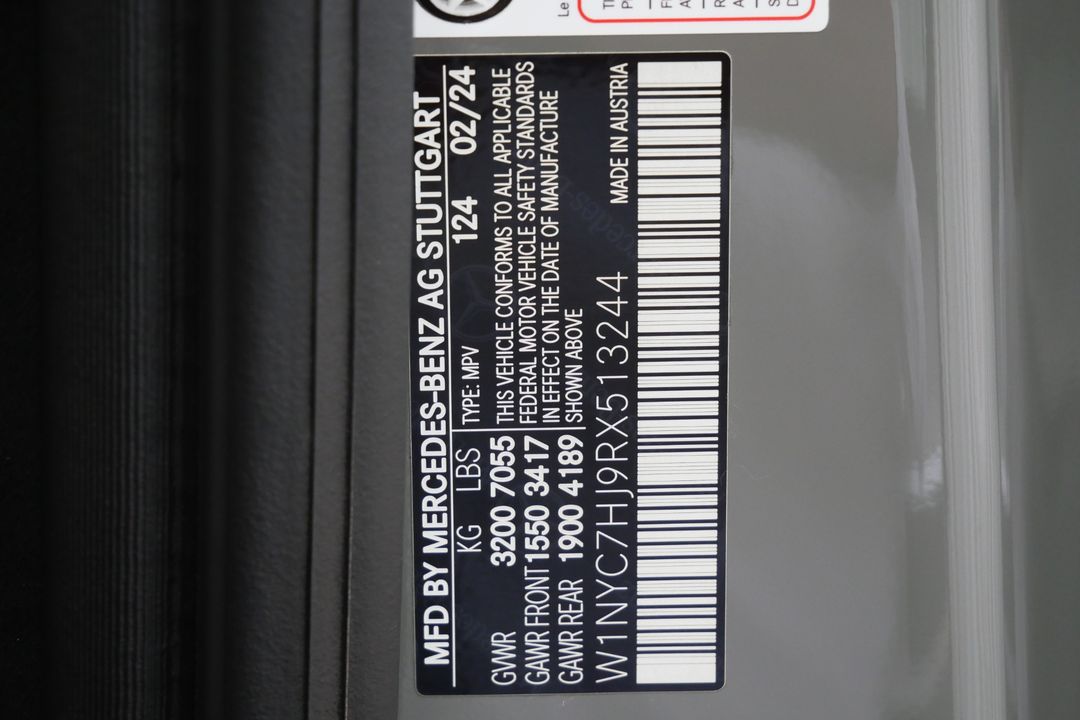 MFD BY MERCEDES-BENZ AG STUTTGART
KG LBS TYPE: MPV 124 02/24
GVWR 3200 7055 THIS VEHICLE CONFORMS TO ALL APPLICABLE
GAWR FRONT 1550 3417 FEDERAL MOTOR VEHICLE SAFETY STANDARDS
IN EFFECT ON THE DATE OF MANUFACTURE
GAWR REAR 1900 4189 SHOWN ABOVE
W1NYC7HJ9RX513244 MADE IN AUSTRIA
Le